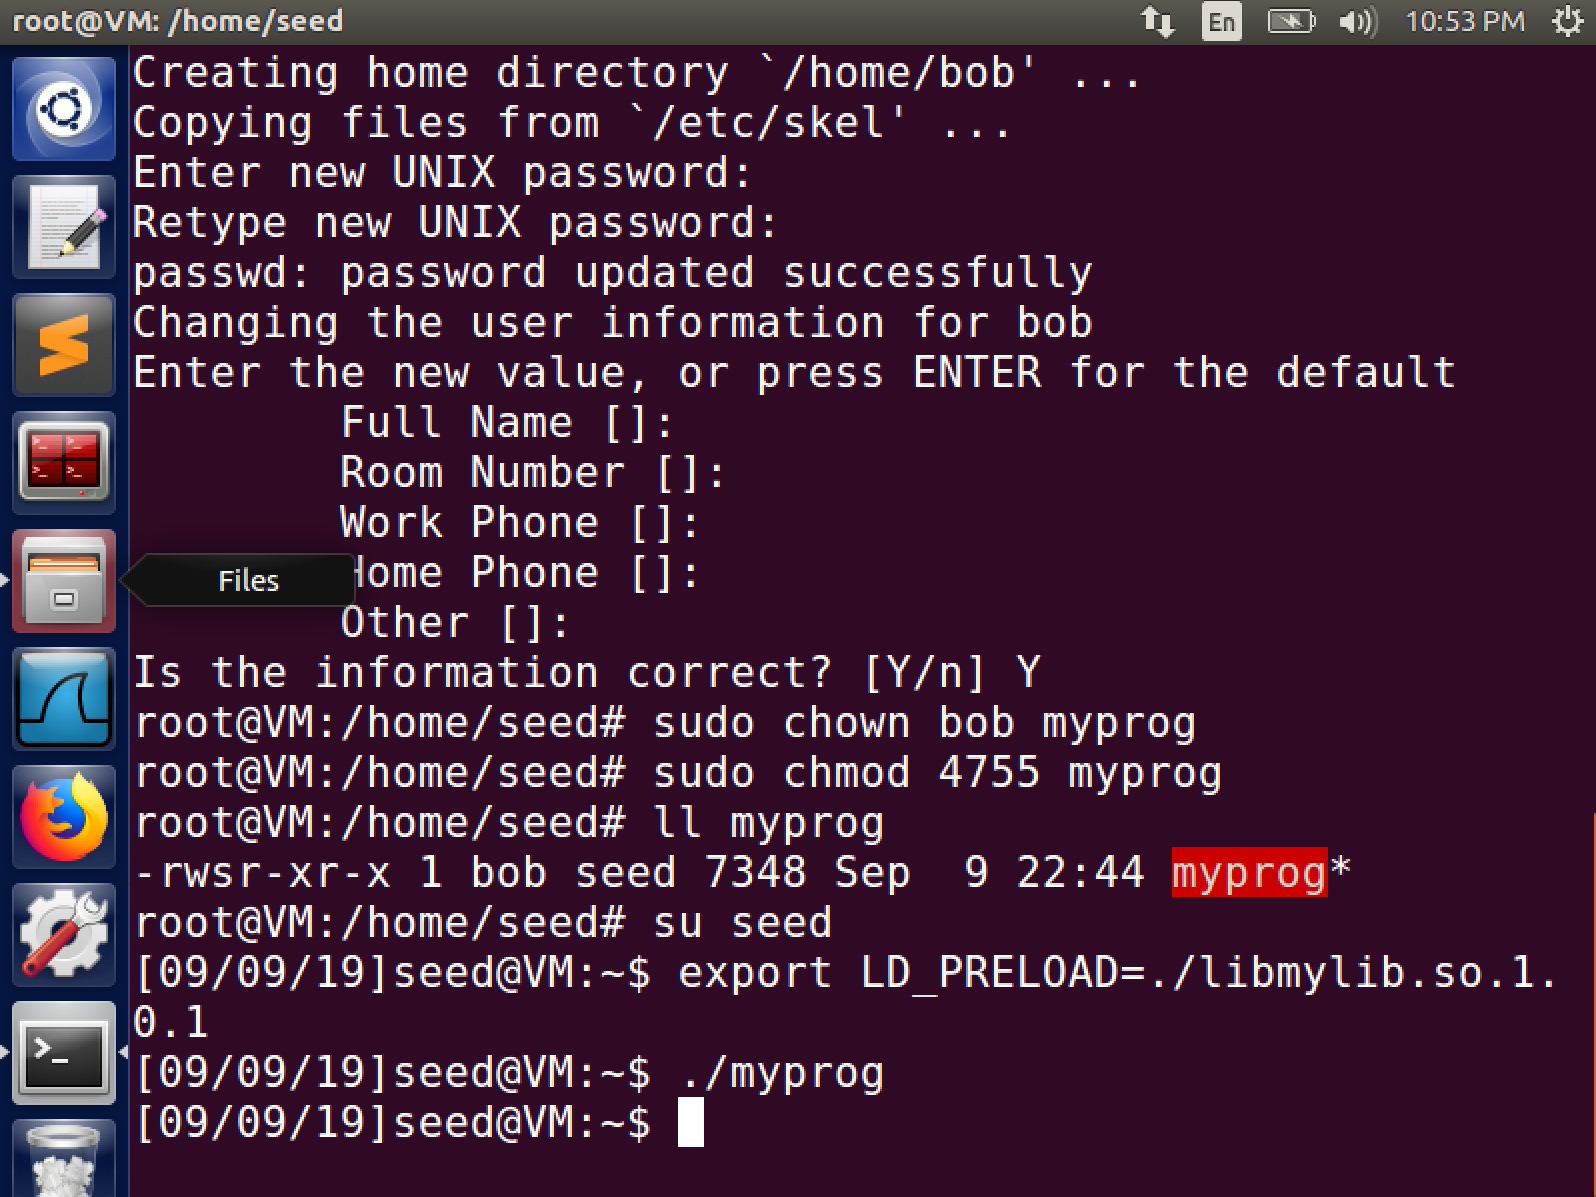 root@VM: /home/seed
En
10:53 PM
Creating home directory `/home/bob' ...
Copying files from `/etc/skel' ...
Enter new UNIX password:
Retype new UNIX password:
passwd: password updated successfully
Changing the user information for bob
Enter the new value, or press ENTER for the default
Full Name []:
Room Number []:
Work Phone []:
Files
Home Phone []:
Other []:
Is the information correct? [Y/n] Y
root@VM:/home/seed# sudo chown bob myprog
root@VM:/home/seed# sudo chmod 4755 myprog
root@VM:/home/seed# ll myprog
-rwsr-xr-x 1 bob seed 7348 Sep  9 22:44 myprog*
root@VM:/home/seed# su seed
[09/09/19]seed@VM:~$ export LD_PRELOAD=./libmylib.so.1.
0.1
[09/09/19]seed@VM:~$ ./myprog
[09/09/19]seed@VM:~$